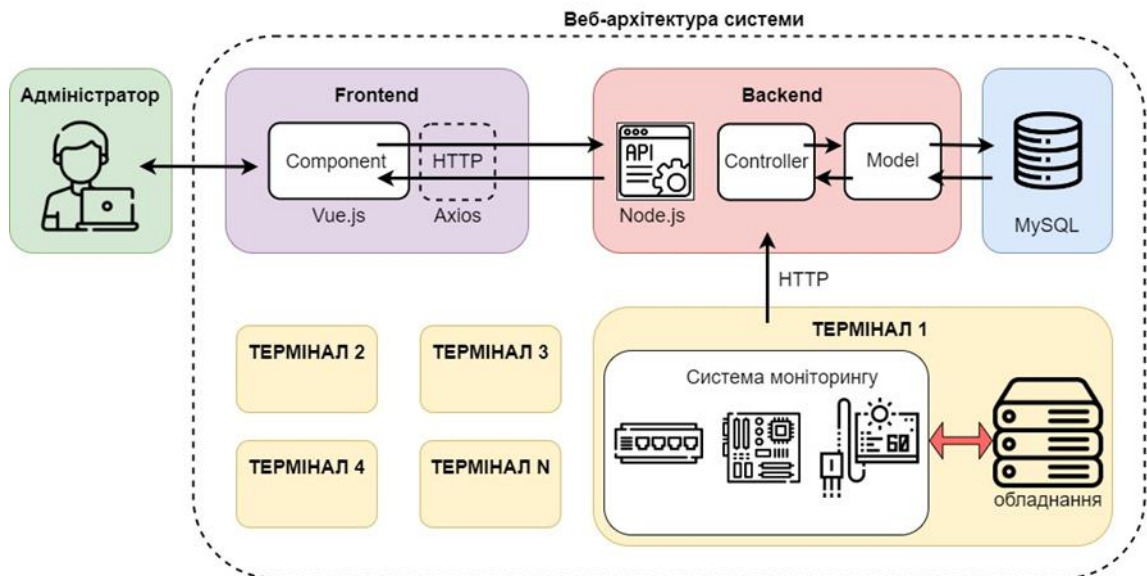 Веб-архітектура системи
Адміністратор
Frontend
Component
HTTP
Vue.js
Axios
Backend
API
Controller
Model
Node.js
MySQL
HTTP
ТЕРМІНАЛ 2
ТЕРМІНАЛ 3
ТЕРМІНАЛ 4
ТЕРМІНАЛ N
ТЕРМІНАЛ 1
Система моніторингу
60
обладнання